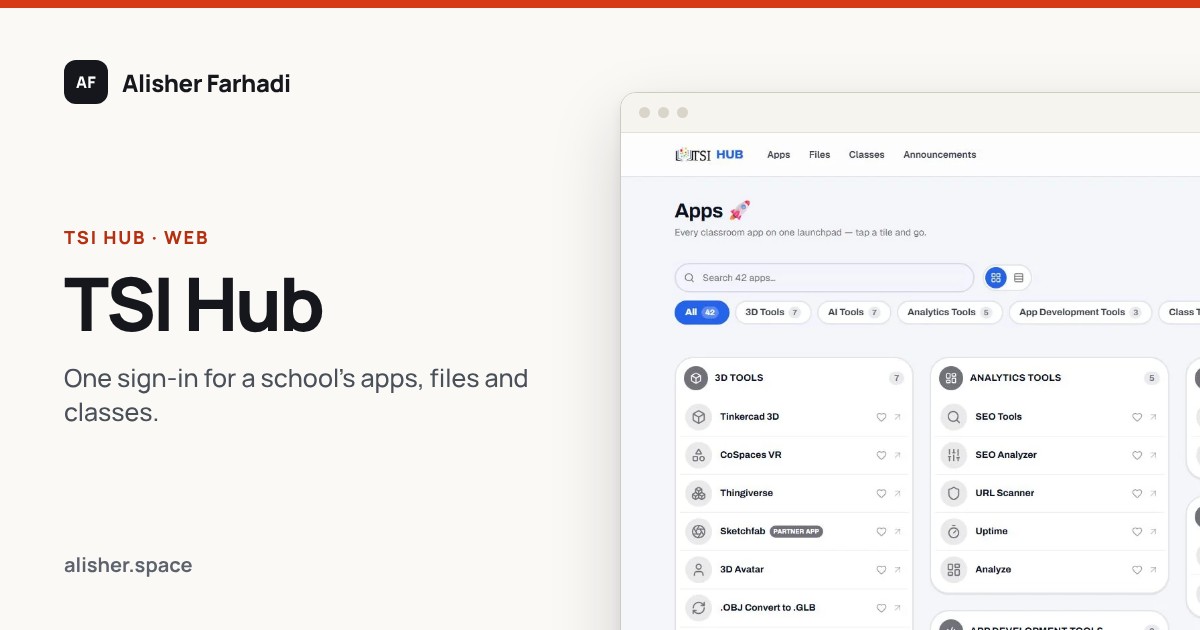 AF
Alisher Farhadi
TSI HUB · WEB
TSI Hub
One sign-in for a school’s apps, files and
classes.
alisher.space
TSI HUB
Apps
Files
Classes
Announcements
Apps 🚀
Every classroom app on one launchpad — tap a tile and go.
Search 42 apps…
All 42
3D Tools 7
AI Tools 7
Analytics Tools 5
App Development Tools 3
Class T
3D TOOLS 7
Tinkercad 3D
CoSpaces VR
Thingiverse
Sketchfab PARTNER APP
3D Avatar
.OBJ Convert to .GLB
ANALYTICS TOOLS 5
SEO Tools
SEO Analyzer
URL Scanner
Uptime
Analyze
APP DEVELOPMENT TOOLS